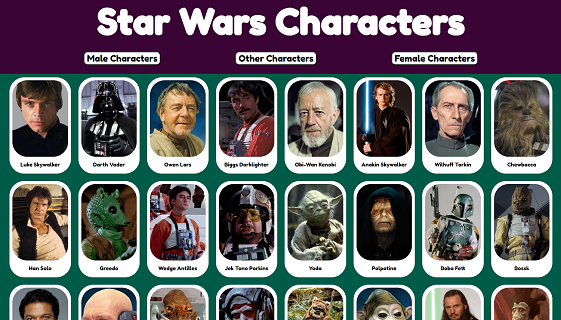 Star Wars Characters
Male Characters
Other Characters
Female Characters
Luke Skywalker
Darth Vader
Owen Lars
Biggs Darklighter
Obi-Wan Kenobi
Anakin Skywalker
Wilhuff Tarkin
Chewbacca
Han Solo
Greedo
Wedge Antilles
Jek Tono Porkins
Yoda
Palpatine
Boba Fett
Bossk